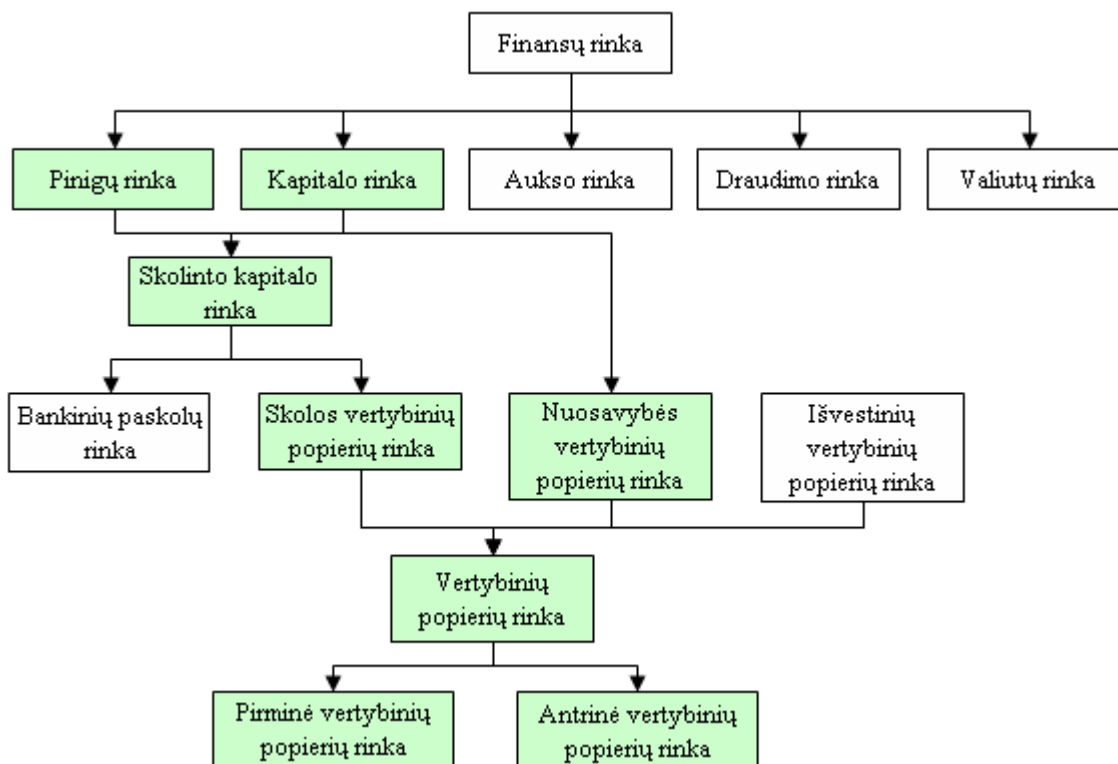 Finansų rinka
Pinigų rinka
Kapitalo rinka
Aukso rinka
Draudimo rinka
Valiutų rinka
Skolinto kapitalo
rinka
Bankinių paskolų
rinka
Skolos vertybinių
popierių rinka
Nuosavybės
vertybinių
popierių rinka
Išvestinių
vertybinių
popierių rinka
Vertybinių
popierių rinka
Pirminė vertybinių
popierių rinka
Antrinė vertybinių
popierių rinka